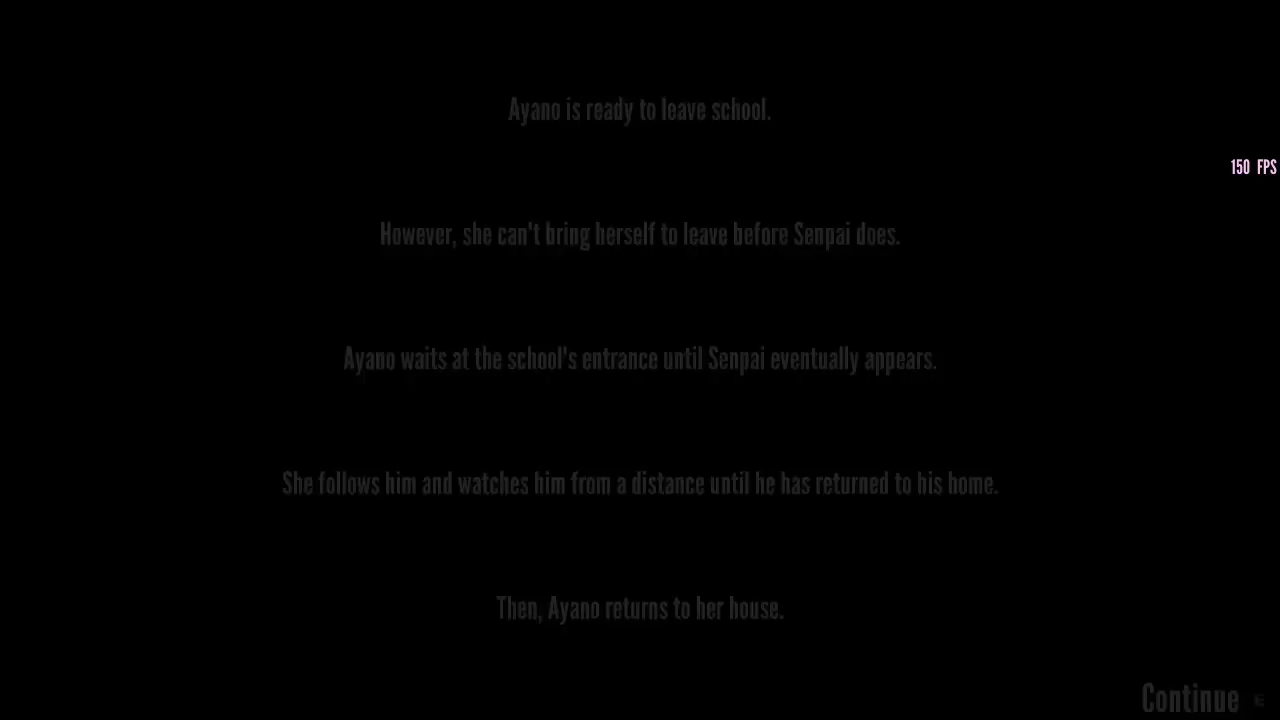 Ayano is ready to leave school.
150 FPS
However, she can't bring herself to leave before Senpai does.
Ayano waits at the school's entrance until Senpai eventually appears.
She follows him and watches him from a distance until he has returned to his home.
Then, Ayano returns to her house.
Continue E